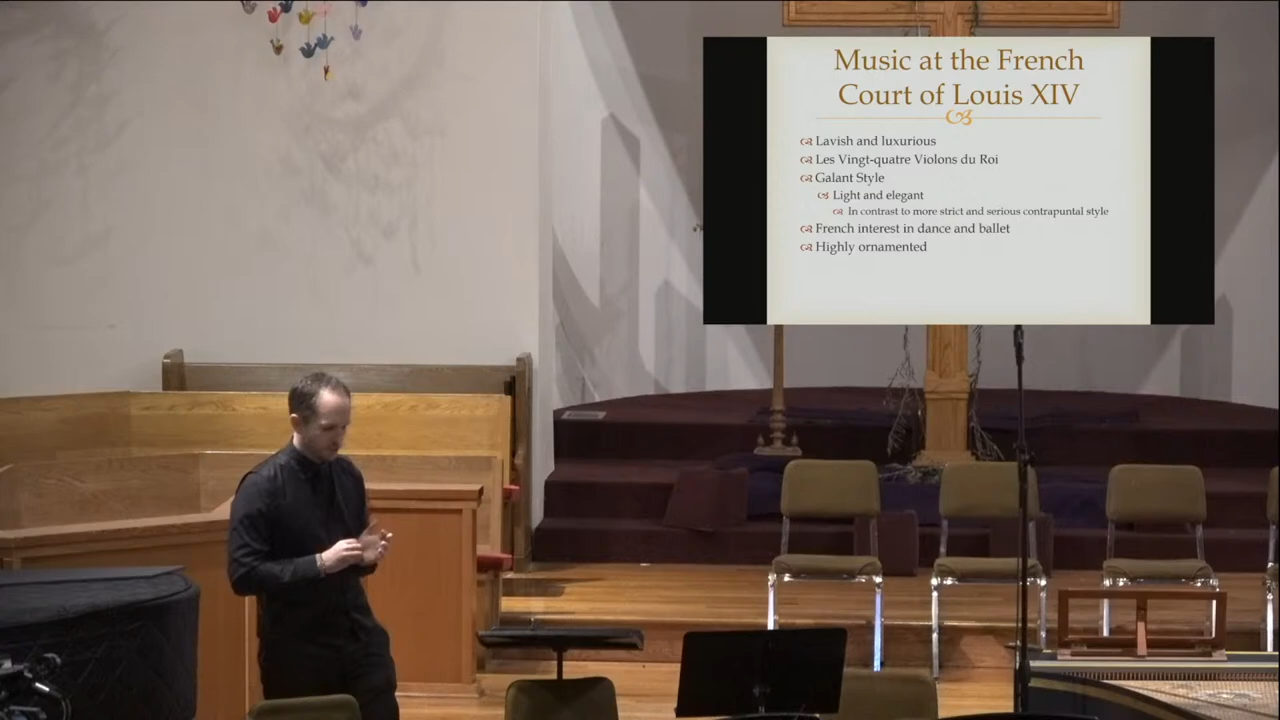 Music at the French
Court of Louis XIV
Lavish and luxurious
Les Vingt-quatre Violons du Roi
Galant Style
Light and elegant
In contrast to more strict and serious contrapuntal style
French interest in dance and ballet
Highly ornamented